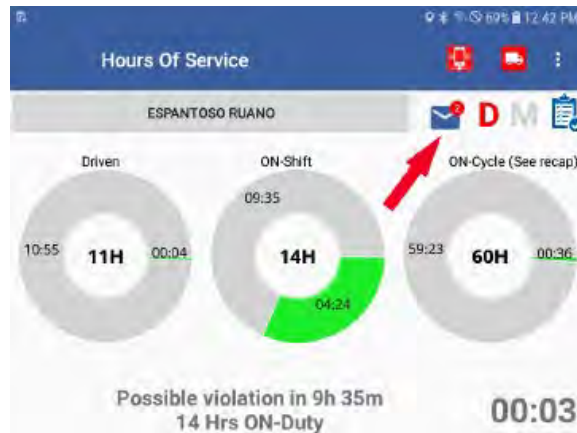 69% 12:42 PM
Hours Of Service
ESPANTOSO RUANO
2
D M
Driven
ON-Shift
ON-Cycle (See recap)
09:35
10:55
11H
00:04
14H
59:23
60H
00:36
04:24
Possible violation in 9h 35m
14 Hrs ON-Duty
00:03